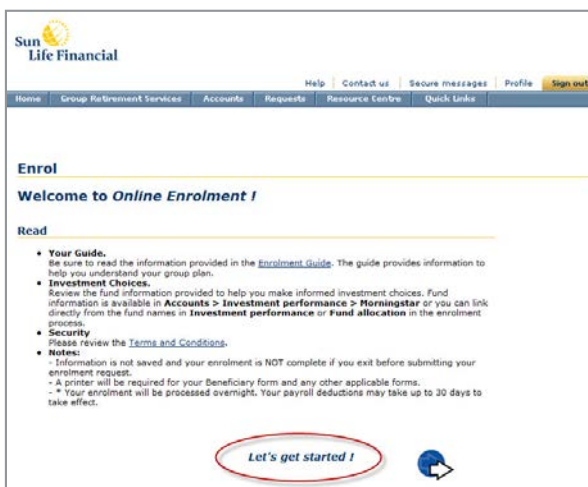 Sun
Life Financial
Help Contact us Secure messages Profile Sign out
Home Group Retirement Services Accounts Requests Resource Centre Quick Links
Enrol
Welcome to Online Enrolment !
Read
• Your Guide.
Be sure to read the information provided in the Enrolment Guide. The guide provides information to
help you understand your group plan.
• Investment Choices.
Review the fund information provided to help you make informed investment choices. Fund
information is available in Accounts > Investment performance > Morningstar or you can link
directly from the fund names in Investment performance or Fund allocation in the enrolment
process.
• Security
Please review the Terms and Conditions.
• Notes:
- Information is not saved and your enrolment is NOT complete if you exit before submitting your
enrolment request.
- A printer will be required for your Beneficiary form and any other applicable forms.
- * Your enrolment will be processed overnight. Your payroll deductions may take up to 30 days to
take effect.
Let's get started !